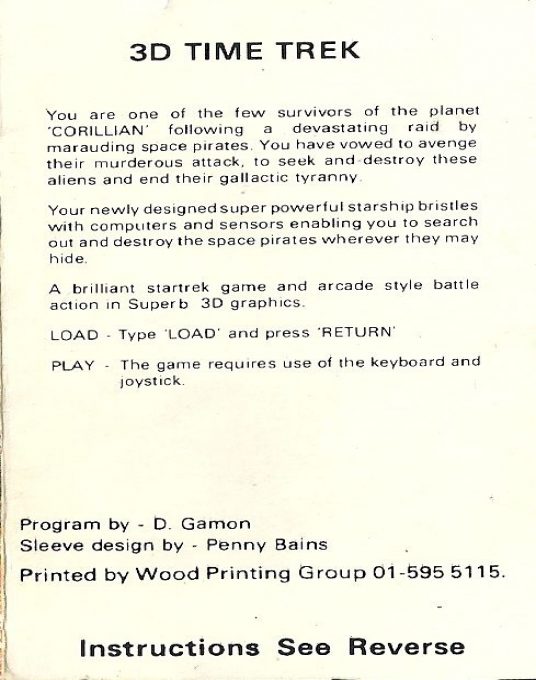 3D TIME TREK
You are one of the few survivors of the planet
'CORILLIAN' following a devastating raid by
marauding space pirates. You have vowed to avenge
their murderous attack, to seek and destroy these
aliens and end their gallactic tyranny.
Your newly designed super powerful starship bristles
with computers and sensors enabling you to search
out and destroy the space pirates wherever they may
hide.
A brilliant startrek game and arcade style battle
action in Superb 3D graphics.
LOAD - Type 'LOAD' and press 'RETURN'
PLAY - The game requires use of the keyboard and
joystick.
Program by - D. Gamon
Sleeve design by - Penny Bains
Printed by Wood Printing Group 01-595 5115.
Instructions See Reverse